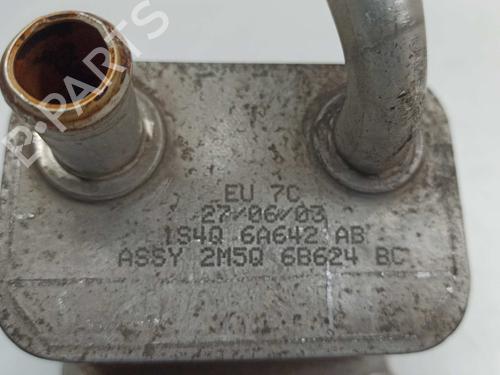 EU 7C
27/06/03
1S4Q 6A642 AB
ASSY 2M5Q 6B624 BC
B-PARTS